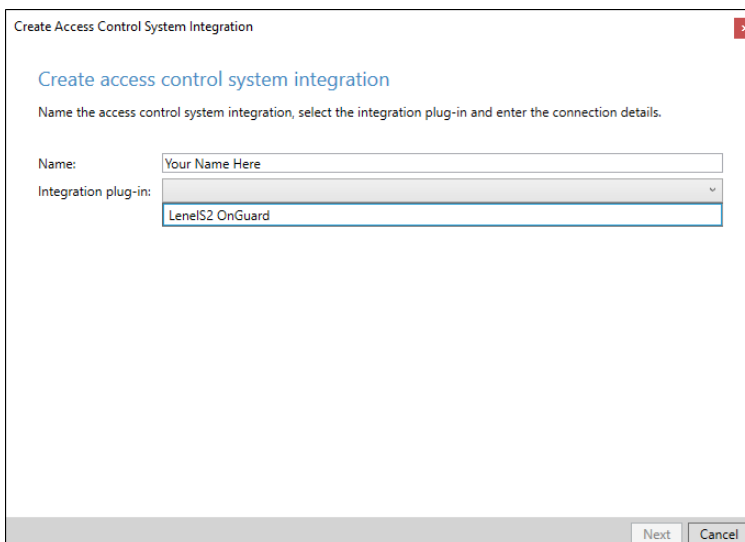 Create Access Control System Integration
Create access control system integration
Name the access control system integration, select the integration plug-in and enter the connection details.
Name: Your Name Here
Integration plug-in:
LenelS2 OnGuard
Next Cancel